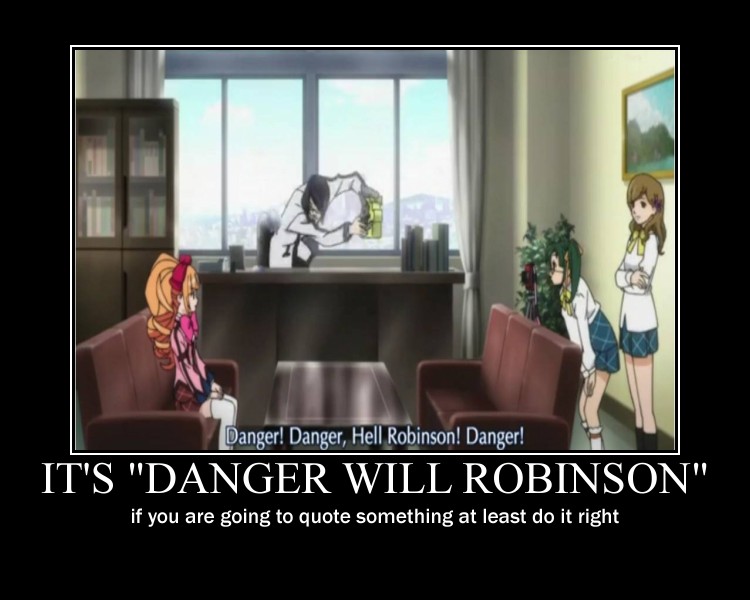 Danger! Danger, Hell Robinson! Danger!
IT'S "DANGER WILL ROBINSON"
if you are going to quote something at least do it right